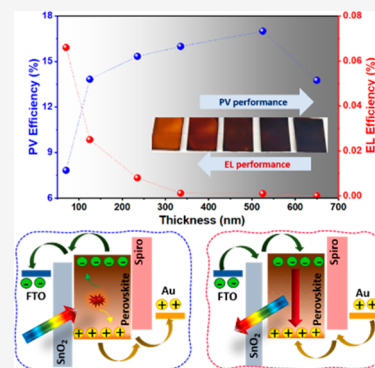 PV Efficiency (%)
18
15
12
9
6
0.08
0.06
0.04
0.02
0.00
EL Efficiency (%)
PV performance
EL performance
0 100 200 300 400 500 600 700
Thickness (nm)
FTO
SnO₂
Perovskite
Spiro
Au
FTO
SnO₂
Perovskite
Spiro
Au